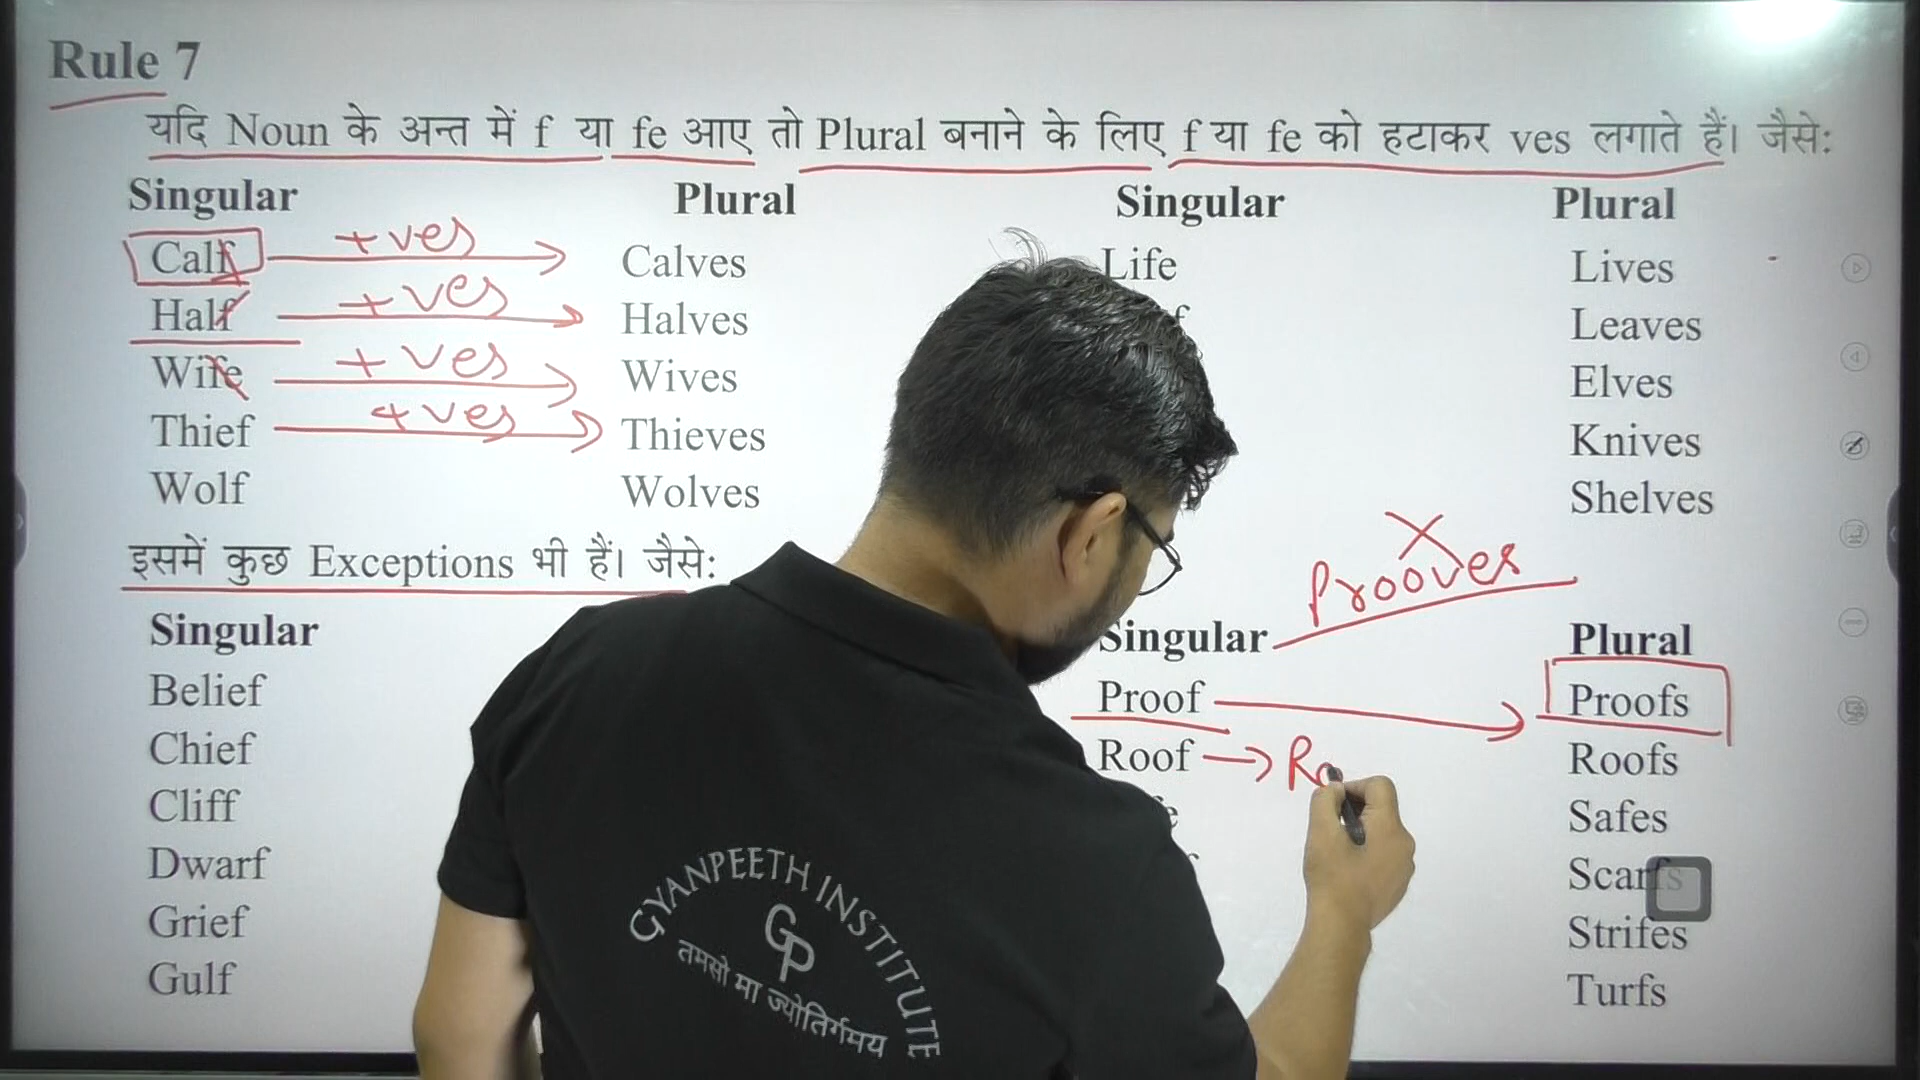 Rule 7
यदि Noun के अन्त में f या fe आए तो Plural बनाने के लिए f या fe को हटाकर ves लगाते हैं। जैसे:
Singular Plural Singular Plural
Calf +ves Calves Life Lives
Half +ves Halves f Leaves
Wife +ves Wives Elves
Thief +ves Thieves Knives
Wolf Wolves Shelves
इसमें कुछ Exceptions भी हैं। जैसे:
Prooves
Singular Singular Plural
Belief Proof Proofs
Chief Roof Ro Roofs
Cliff Safes
Dwarf Scarfs
Grief Strifes
Gulf Turfs
GYANPEETH INSTITUTE
GP
तमसो मा ज्योतिर्गमय